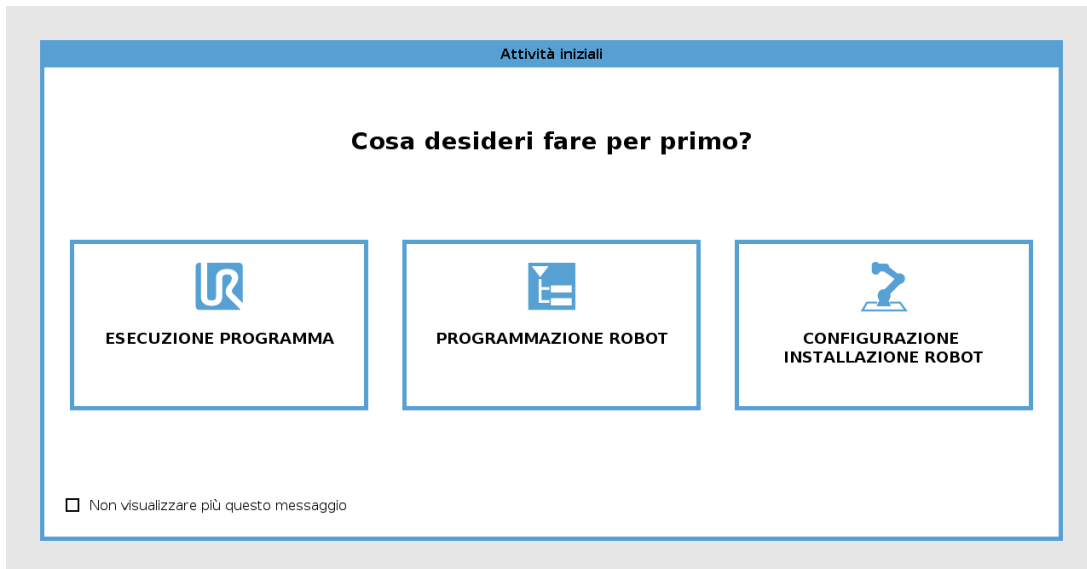 Attività iniziali
Cosa desideri fare per primo?
ESECUZIONE PROGRAMMA
PROGRAMMAZIONE ROBOT
CONFIGURAZIONE
INSTALLAZIONE ROBOT
Non visualizzare più questo messaggio